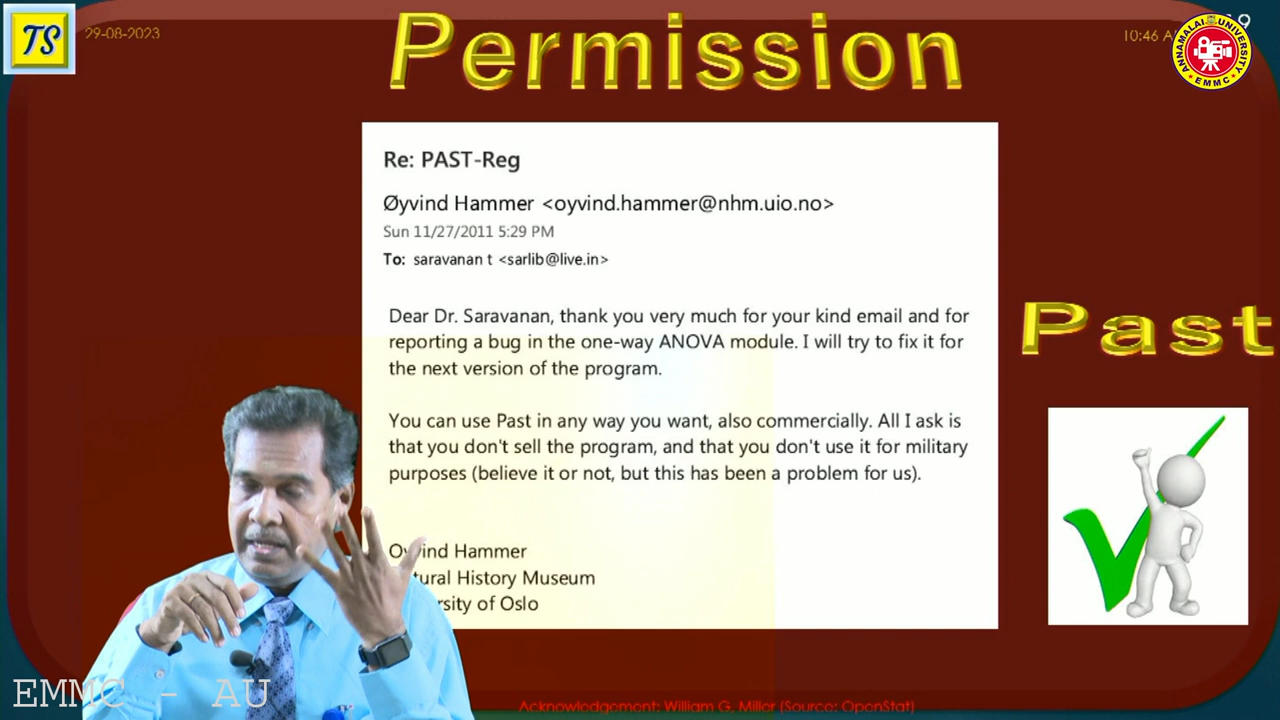 TS
29-08-2023
Permission
10:46
ANNAMALAI UNIVERSITY
EMMC
Re: PAST-Reg
Øyvind Hammer <oyvind.hammer@nhm.uio.no>
Sun 11/27/2011 5:29 PM
To: saravanan t <sarlib@live.in>
Dear Dr. Saravanan, thank you very much for your kind email and for
reporting a bug in the one-way ANOVA module. I will try to fix it for
the next version of the program.
Past
You can use Past in any way you want, also commercially. All I ask is
that you don't sell the program, and that you don't use it for military
purposes (believe it or not, but this has been a problem for us).
Hammer
History Museum
of Oslo
EMMC - AU
Acknowledgement: William G. Miller (Source: OpenStat)